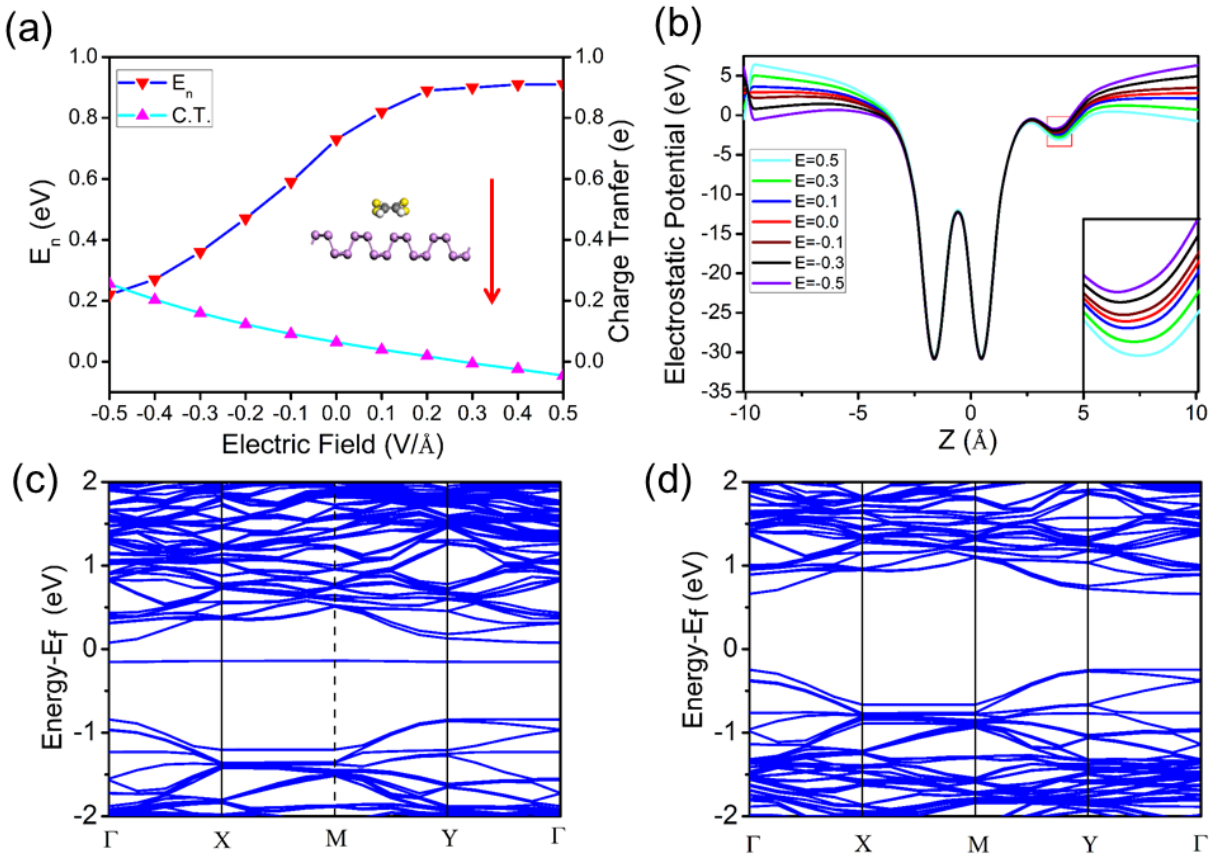 (a)
1.0
0.8
0.6
0.4
0.2
0.0
E_n (eV)
E_n
C.T.
1.0
0.8
0.6
0.4
0.2
0.0
Charge Tranfer (e)
-0.5 -0.4 -0.3 -0.2 -0.1 0.0 0.1 0.2 0.3 0.4 0.5
Electric Field (V/Å)
(b)
5
0
-5
-10
-15
-20
-25
-30
-35
Electrostatic Potential (eV)
E=0.5
E=0.3
E=0.1
E=0.0
E=-0.1
E=-0.3
E=-0.5
-10 -5 0 5 10
Z (Å)
(c)
2
1
0
-1
-2
Energy-E_f (eV)
Γ X M Y Γ
(d)
2
1
0
-1
-2
Energy-E_f (eV)
Γ X M Y Γ